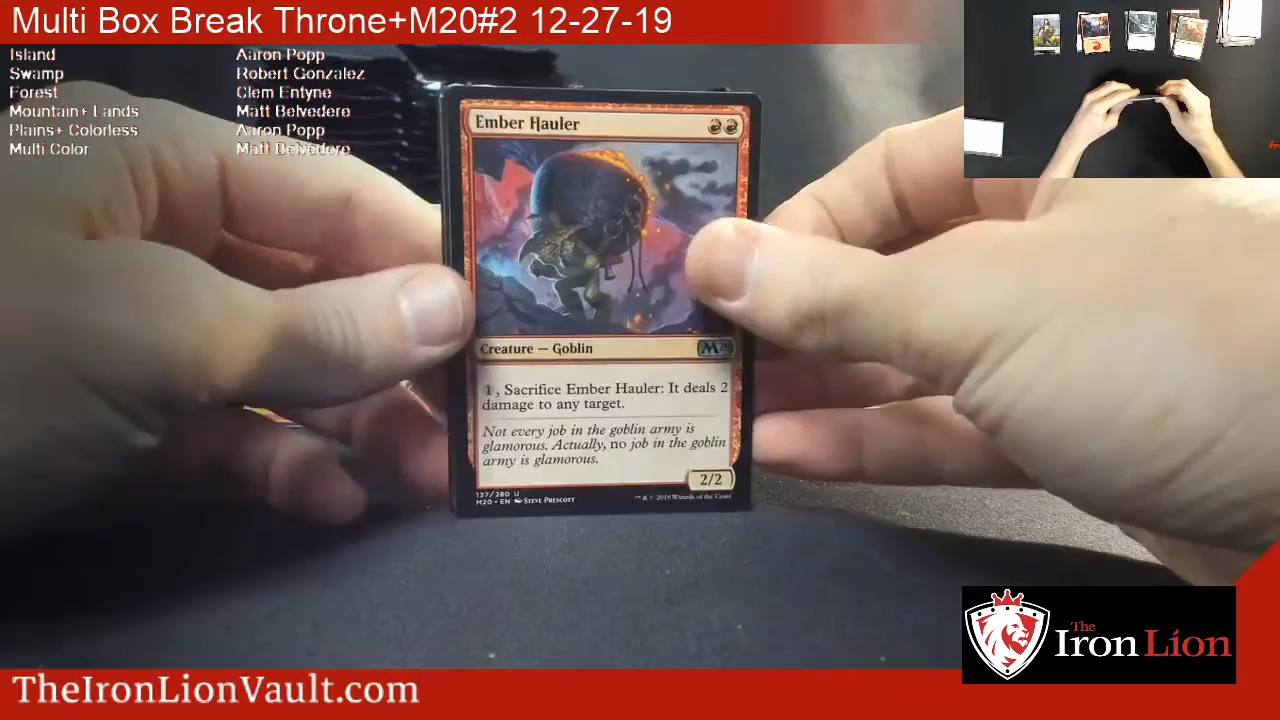 Multi Box Break Throne+M20#2 12-27-19
Island Aaron Popp
Swamp Robert Gonzalez
Forest Clem Entyne
Mountain+ Lands Matt Belvedere
Plains+ Colorless Aaron Popp
Multi Color Matt Belvedere
Ember Hauler
Creature — Goblin M20
1, Sacrifice Ember Hauler: It deals 2
damage to any target.
Not every job in the goblin army is
glamorous. Actually, no job in the goblin
army is glamorous.
2/2
137/280 U
M20 • EN Steve Prescott
™ & © 2019 Wizards of the Coast
The
Iron Lion
TheIronLionVault.com